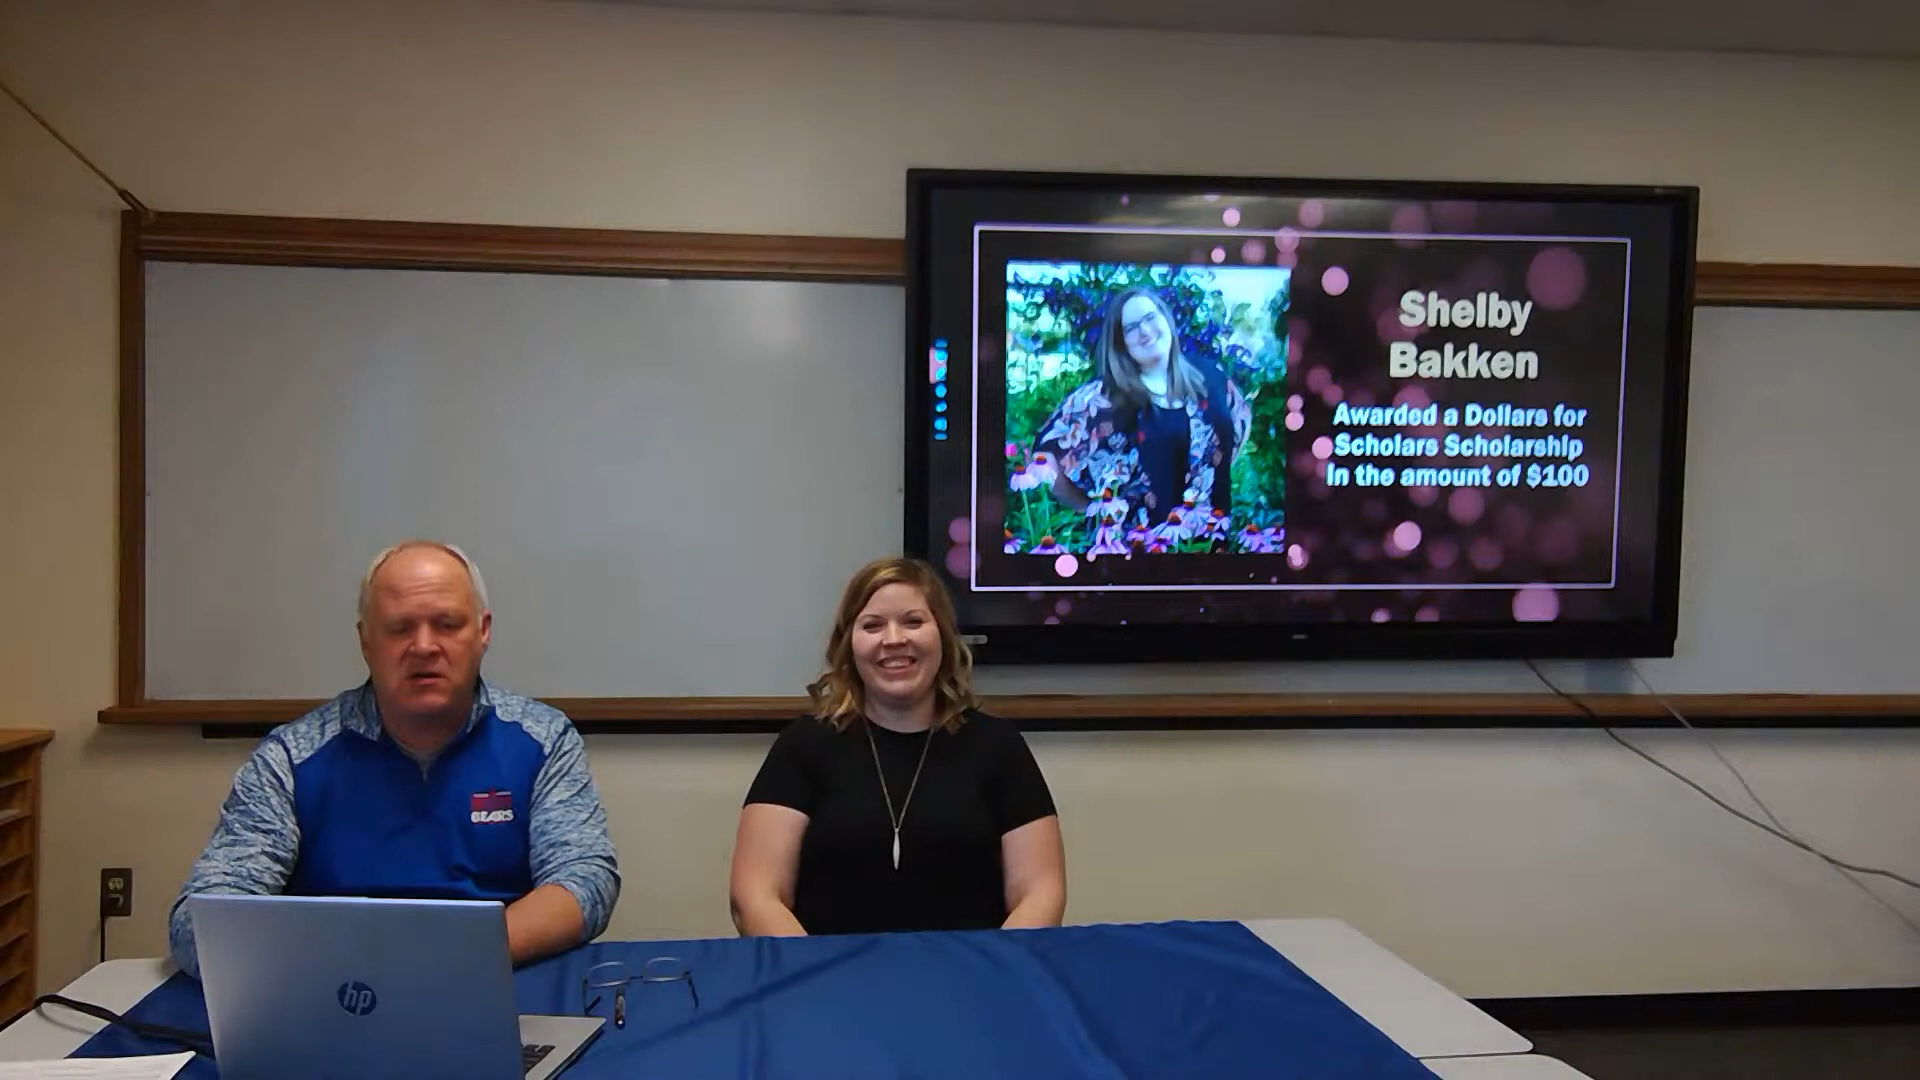 Shelby
Bakken
Awarded a Dollars for
Scholars Scholarship
In the amount of $100
BEARS
hp